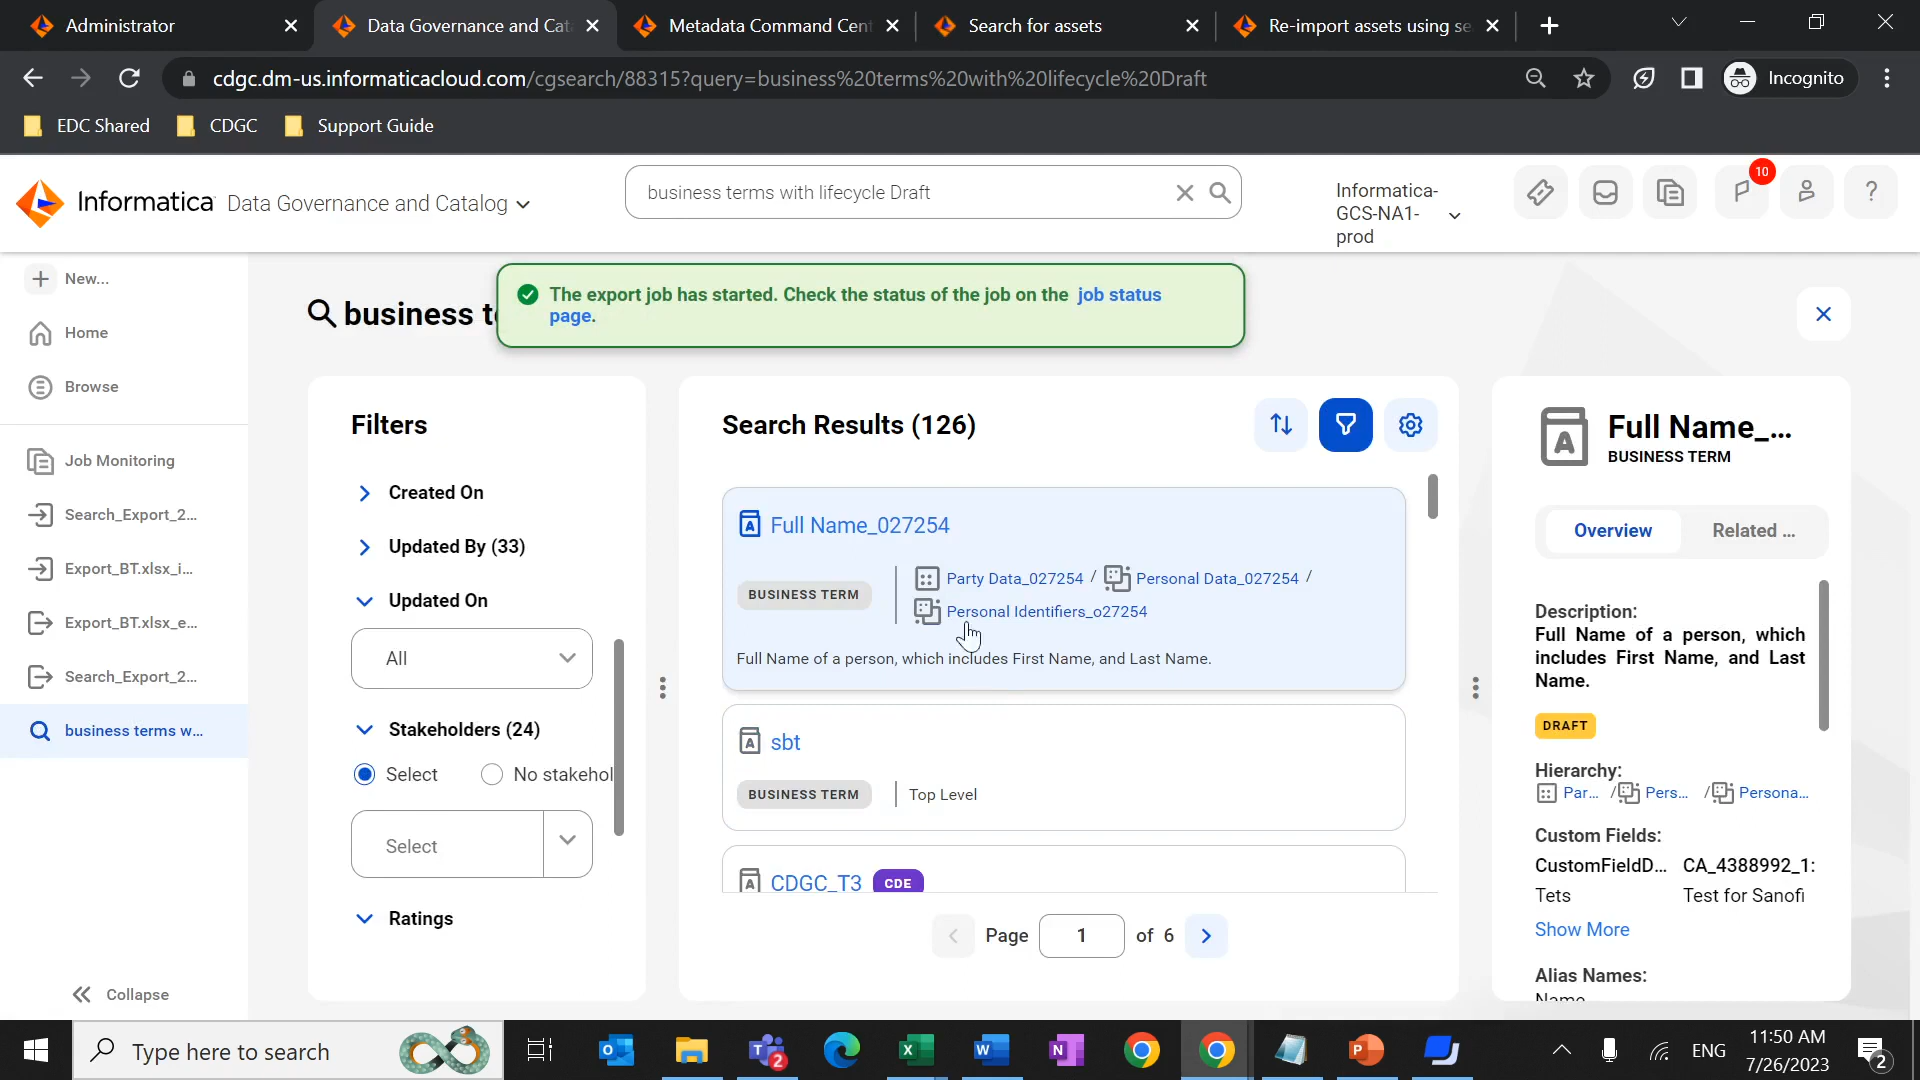 Administrator
Data Governance and Cat
Metadata Command Cent
Search for assets
Re-import assets using se
cdgc.dm-us.informaticacloud.com/cgsearch/88315?query=business%20terms%20with%20lifecycle%20Draft
Incognito
EDC Shared
CDGC
Support Guide
Informatica Data Governance and Catalog
business terms with lifecycle Draft
Informatica-
GCS-NA1-
prod
10
?
New...
Home
Browse
Job Monitoring
Search_Export_2...
Export_BT.xlsx_i...
Export_BT.xlsx_e...
Search_Export_2...
business terms w...
Collapse
business te
The export job has started. Check the status of the job on the job status
page.
Filters
Created On
Updated By (33)
Updated On
All
Stakeholders (24)
Select
No stakehol
Select
Ratings
Search Results (126)
Full Name_027254
BUSINESS TERM
Party Data_027254 / Personal Data_027254 /
Personal Identifiers_o27254
Full Name of a person, which includes First Name, and Last Name.
sbt
BUSINESS TERM
Top Level
CDGC_T3 CDE
Page 1 of 6
Full Name_...
BUSINESS TERM
Overview
Related ...
Description:
Full Name of a person, which
includes First Name, and Last
Name.
DRAFT
Hierarchy:
Par... / Pers... / Persona...
Custom Fields:
CustomFieldD... CA_4388992_1:
Tets Test for Sanofi
Show More
Alias Names:
Name
Type here to search
2
ENG
11:50 AM
7/26/2023
2